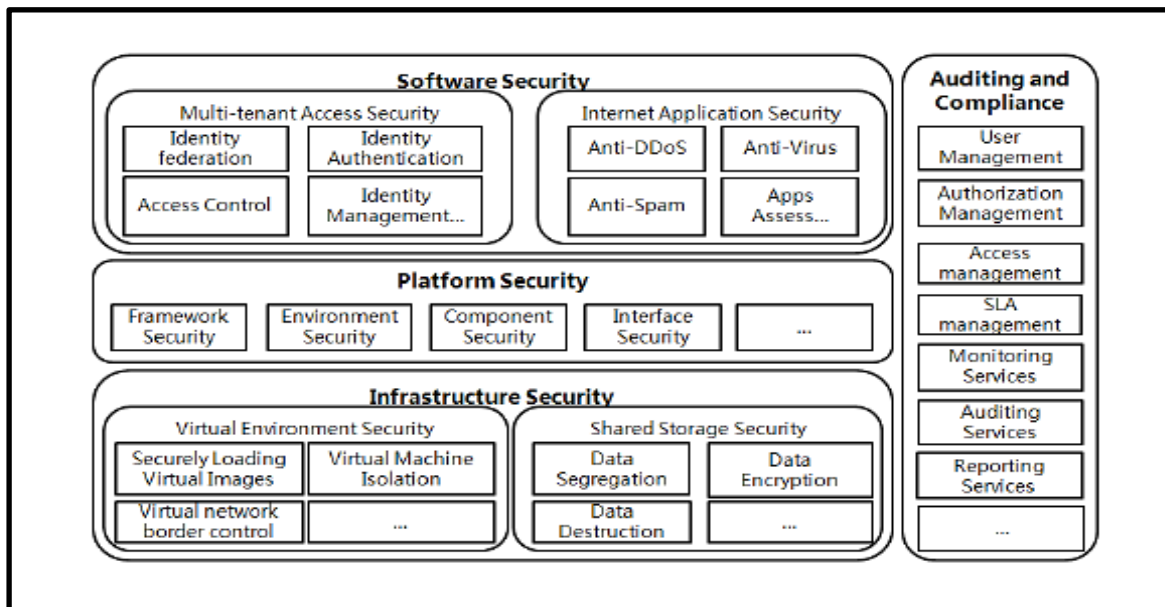 Software Security
Multi-tenant Access Security
Identity
federation
Identity
Authentication
Access Control
Identity
Management...
Internet Application Security
Anti-DDoS
Anti-Virus
Anti-Spam
Apps
Assess...
Platform Security
Framework
Security
Environment
Security
Component
Security
Interface
Security
...
Infrastructure Security
Virtual Environment Security
Securely Loading
Virtual Images
Virtual Machine
Isolation
Virtual network
border control
...
Shared Storage Security
Data
Segregation
Data
Encryption
Data
Destruction
...
Auditing and
Compliance
User
Management
Authorization
Management
Access
management
SLA
management
Monitoring
Services
Auditing
Services
Reporting
Services
...